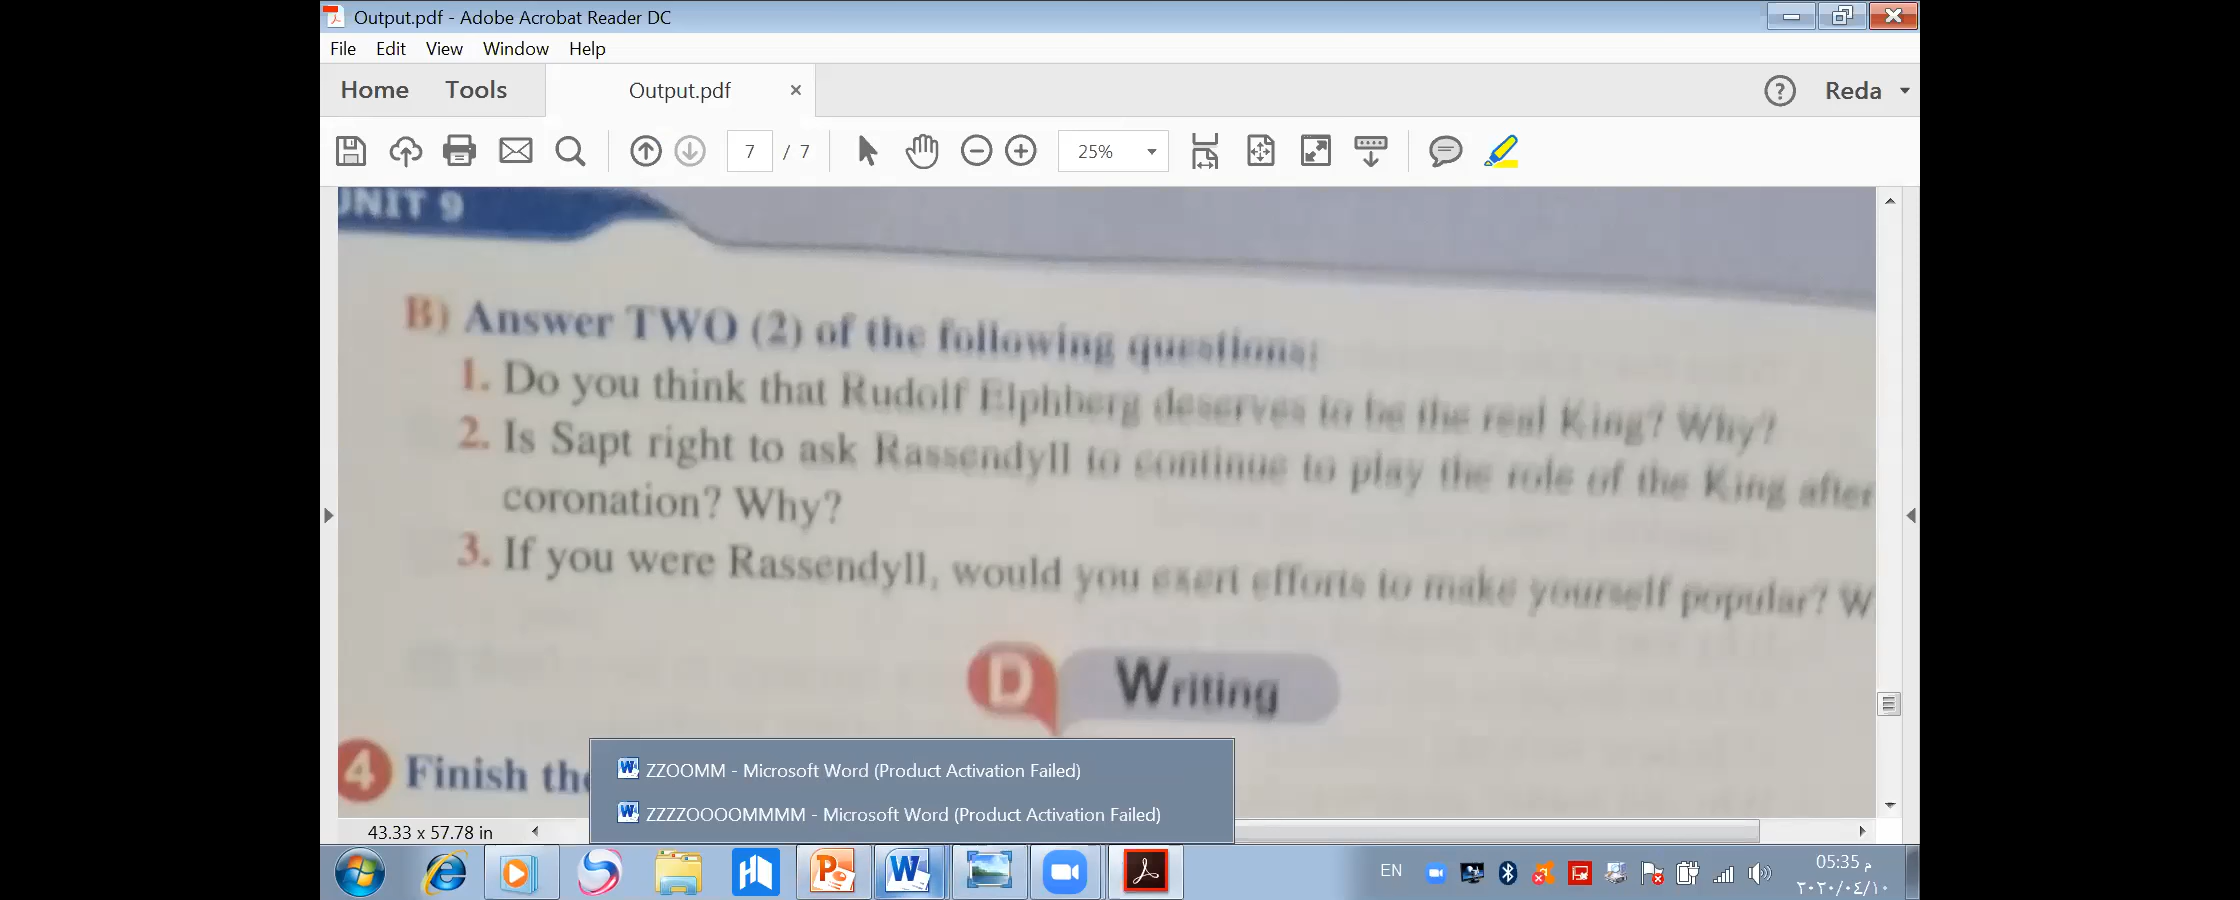 Output.pdf - Adobe Acrobat Reader DC
File Edit View Window Help
Home Tools Output.pdf × ? Reda
7 / 7 25%
UNIT 9
B) Answer TWO (2) of the following questions:
1. Do you think that Rudolf Elphberg deserves to be the real King? Why?
2. Is Sapt right to ask Rassendyll to continue to play the role of the King after
coronation? Why?
3. If you were Rassendyll, would you exert efforts to make yourself popular? W
D Writing
4 Finish the
ZZOOMM - Microsoft Word (Product Activation Failed)
ZZZZOOOOMMMM - Microsoft Word (Product Activation Failed)
43.33 x 57.78 in
EN
05:35 م
٢٠٢٠/٠٤/١٠